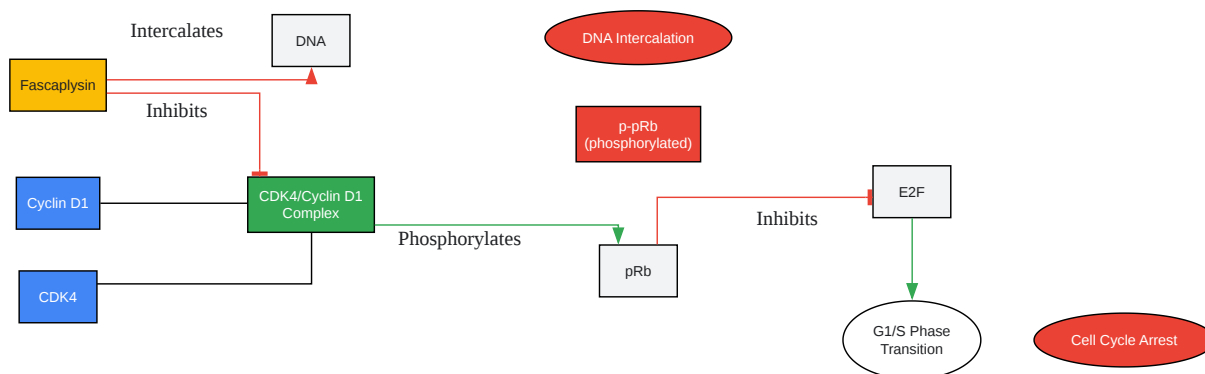 Intercalates
DNA
DNA Intercalation
Fascaplysin
Inhibits
p-pRb
(phosphorylated)
Cyclin D1
CDK4/Cyclin D1
Complex
E2F
Inhibits
Phosphorylates
pRb
CDK4
G1/S Phase
Transition
Cell Cycle Arrest